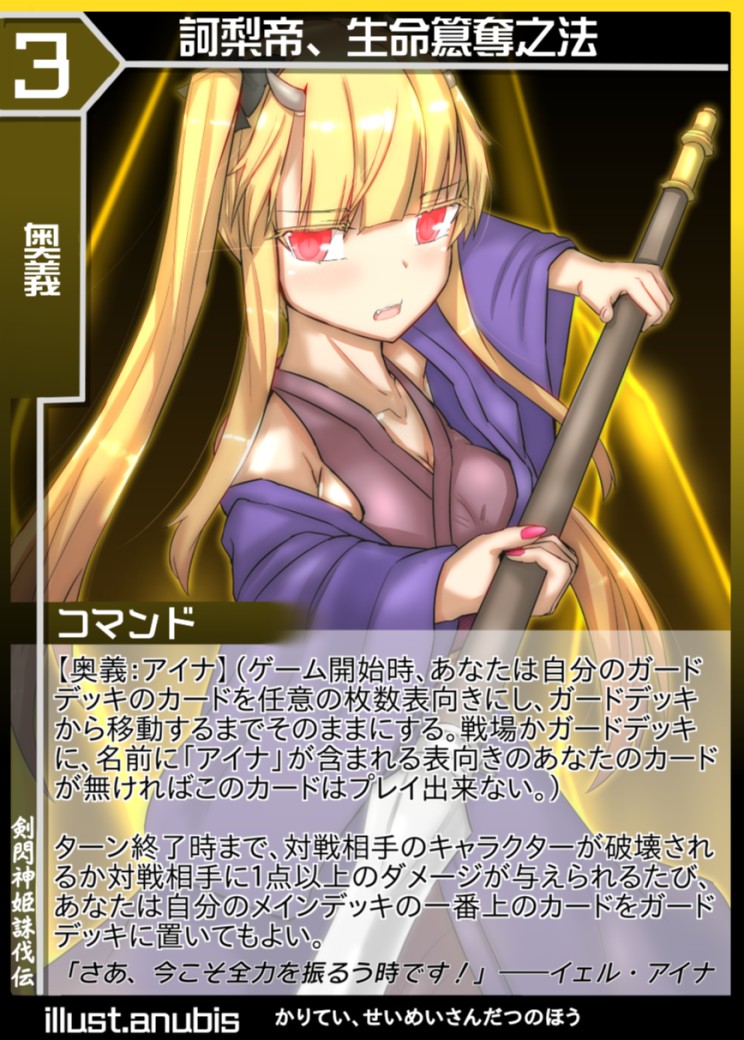 3
訶梨帝、生命簒奪之法
奥義
コマンド
【奥義：アイナ】（ゲーム開始時、あなたは自分のガード
デッキのカードを任意の枚数表向きにし、ガードデッキ
から移動するまでそのままにする。戦場かガードデッキ
に、名前に「アイナ」が含まれる表向きのあなたのカード
が無ければこのカードはプレイ出来ない。）
ターン終了時まで、対戦相手のキャラクターが破壊され
るか対戦相手に1点以上のダメージが与えられるたび、
あなたは自分のメインデッキの一番上のカードをガード
デッキに置いてもよい。
「さあ、今こそ全力を振るう時です！」――イェル・アイナ
剣閃神姫誅伐伝
illust.anubis
かりてい、せいめいさんだつのほう